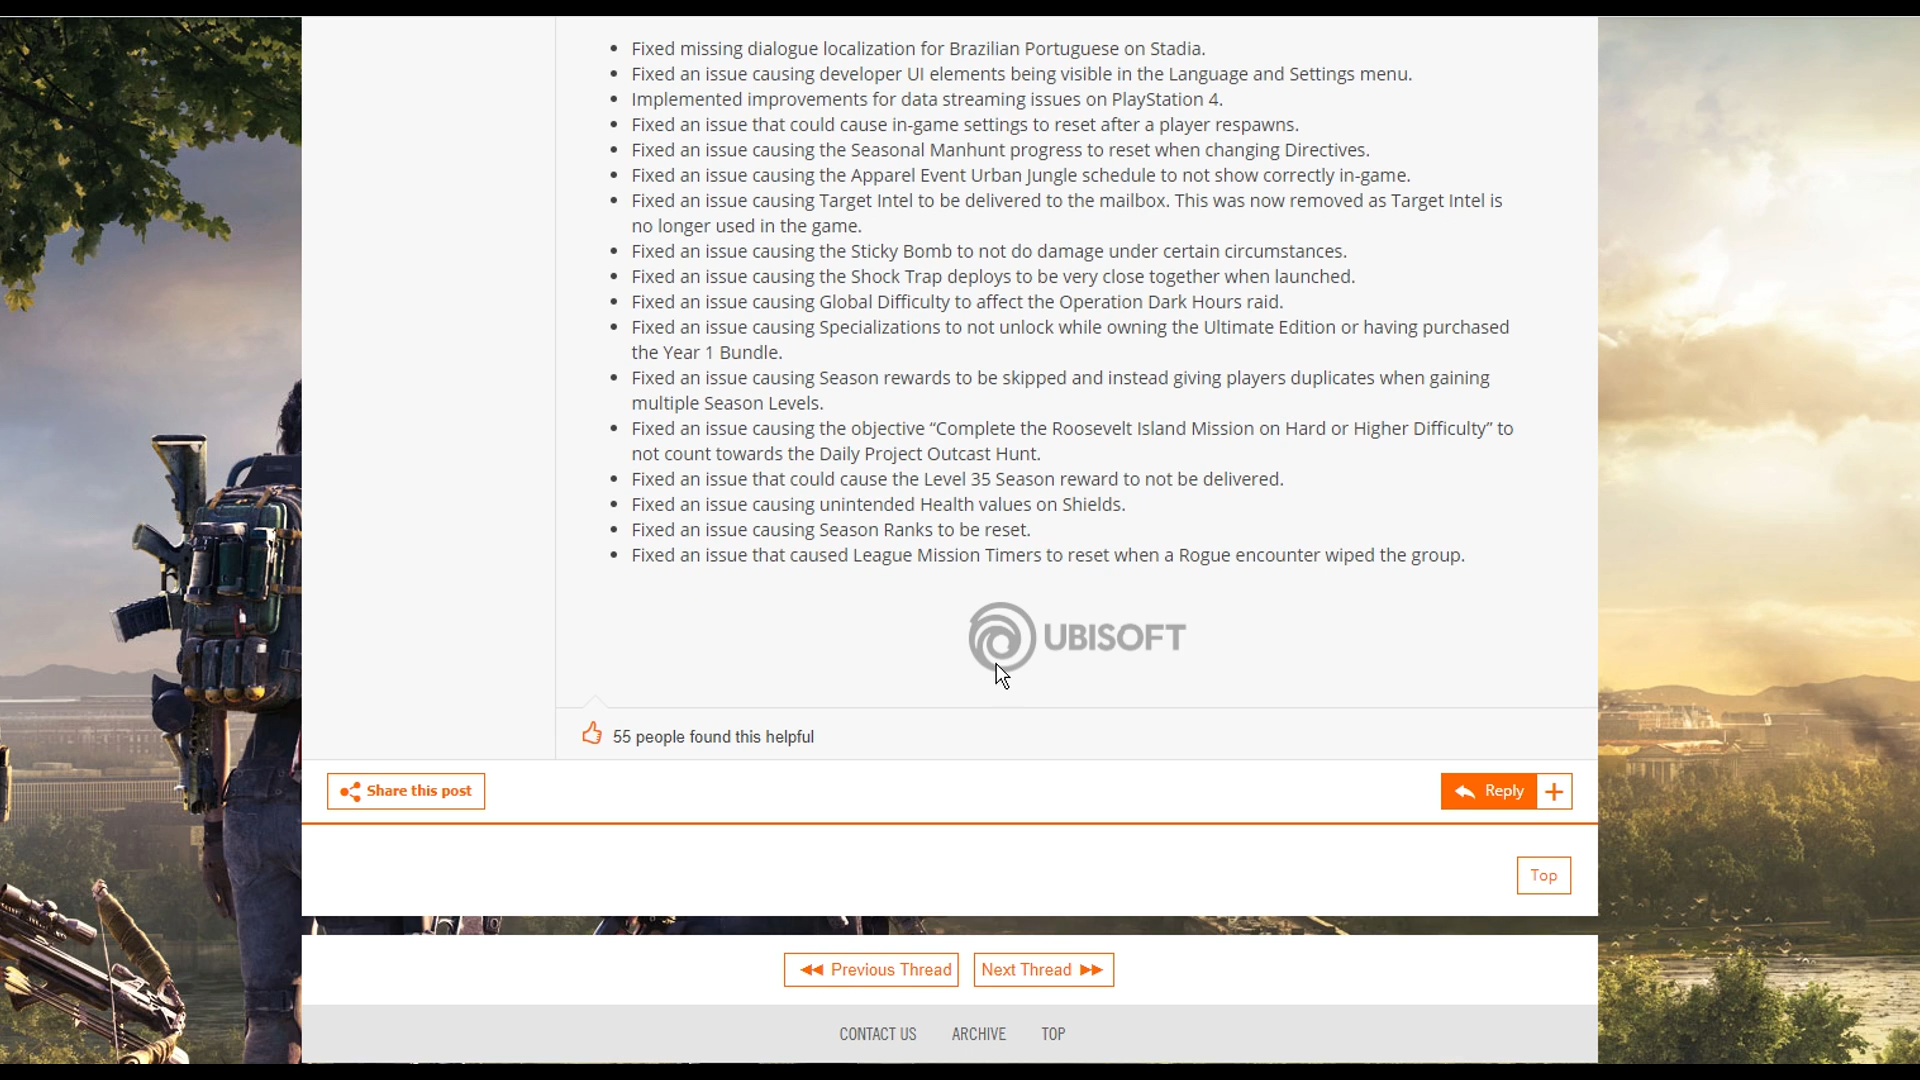 Fixed missing dialogue localization for Brazilian Portuguese on Stadia.
Fixed an issue causing developer UI elements being visible in the Language and Settings menu.
Implemented improvements for data streaming issues on PlayStation 4.
Fixed an issue that could cause in-game settings to reset after a player respawns.
Fixed an issue causing the Seasonal Manhunt progress to reset when changing Directives.
Fixed an issue causing the Apparel Event Urban Jungle schedule to not show correctly in-game.
Fixed an issue causing Target Intel to be delivered to the mailbox. This was now removed as Target Intel is
no longer used in the game.
Fixed an issue causing the Sticky Bomb to not do damage under certain circumstances.
Fixed an issue causing the Shock Trap deploys to be very close together when launched.
Fixed an issue causing Global Difficulty to affect the Operation Dark Hours raid.
Fixed an issue causing Specializations to not unlock while owning the Ultimate Edition or having purchased
the Year 1 Bundle.
Fixed an issue causing Season rewards to be skipped and instead giving players duplicates when gaining
multiple Season Levels.
Fixed an issue causing the objective “Complete the Roosevelt Island Mission on Hard or Higher Difficulty” to
not count towards the Daily Project Outcast Hunt.
Fixed an issue that could cause the Level 35 Season reward to not be delivered.
Fixed an issue causing unintended Health values on Shields.
Fixed an issue causing Season Ranks to be reset.
Fixed an issue that caused League Mission Timers to reset when a Rogue encounter wiped the group.
UBISOFT
55 people found this helpful
Share this post
Reply
Top
Previous Thread
Next Thread
CONTACT US
ARCHIVE
TOP